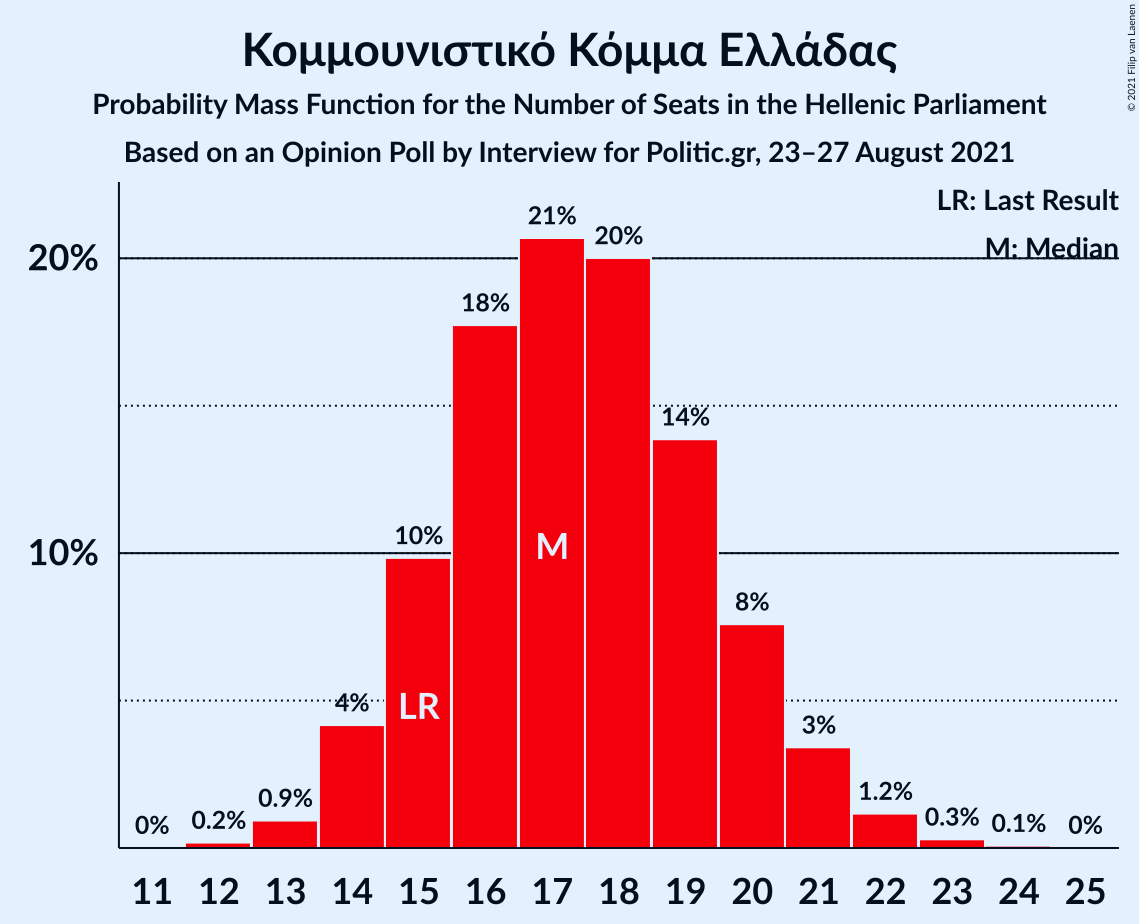 Κομμουνιστικό Κόμμα Ελλάδας
Probability Mass Function for the Number of Seats in the Hellenic Parliament
Based on an Opinion Poll by Interview for Politic.gr, 23–27 August 2021
© 2021 Filip van Laenen
LR: Last Result
M: Median
20%
10%
0%
0.2%
0.9%
4%
10%
18%
21%
20%
14%
8%
3%
1.2%
0.3%
0.1%
0%
LR
M
11 12 13 14 15 16 17 18 19 20 21 22 23 24 25